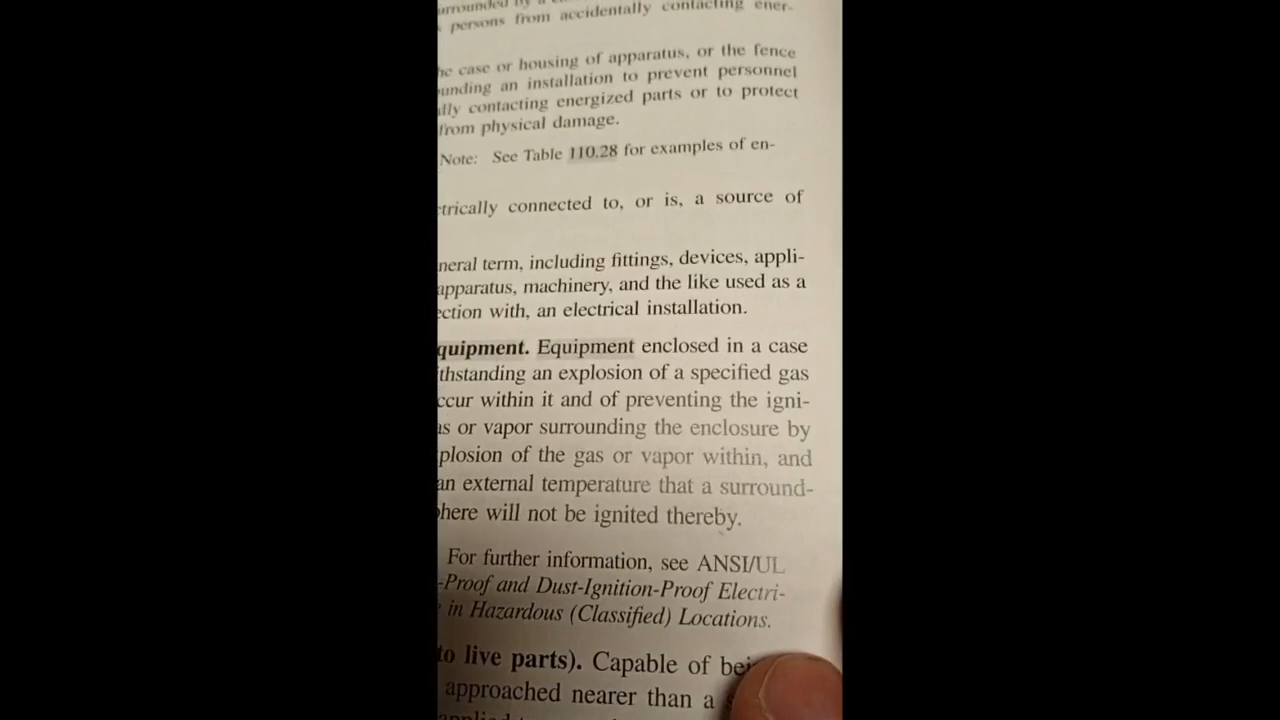 persons from accidentally contacting ener-
he case or housing of apparatus, or the fence
unding an installation to prevent personnel
ally contacting energized parts or to protect
from physical damage.
Note: See Table 110.28 for examples of en-
ctrically connected to, or is, a source of
neral term, including fittings, devices, appli-
apparatus, machinery, and the like used as a
ection with, an electrical installation.
quipment. Equipment enclosed in a case
ithstanding an explosion of a specified gas
ccur within it and of preventing the igni-
as or vapor surrounding the enclosure by
plosion of the gas or vapor within, and
an external temperature that a surround-
here will not be ignited thereby.
For further information, see ANSI/UL
-Proof and Dust-Ignition-Proof Electri-
in Hazardous (Classified) Locations.
to live parts). Capable of bei
approached nearer than a